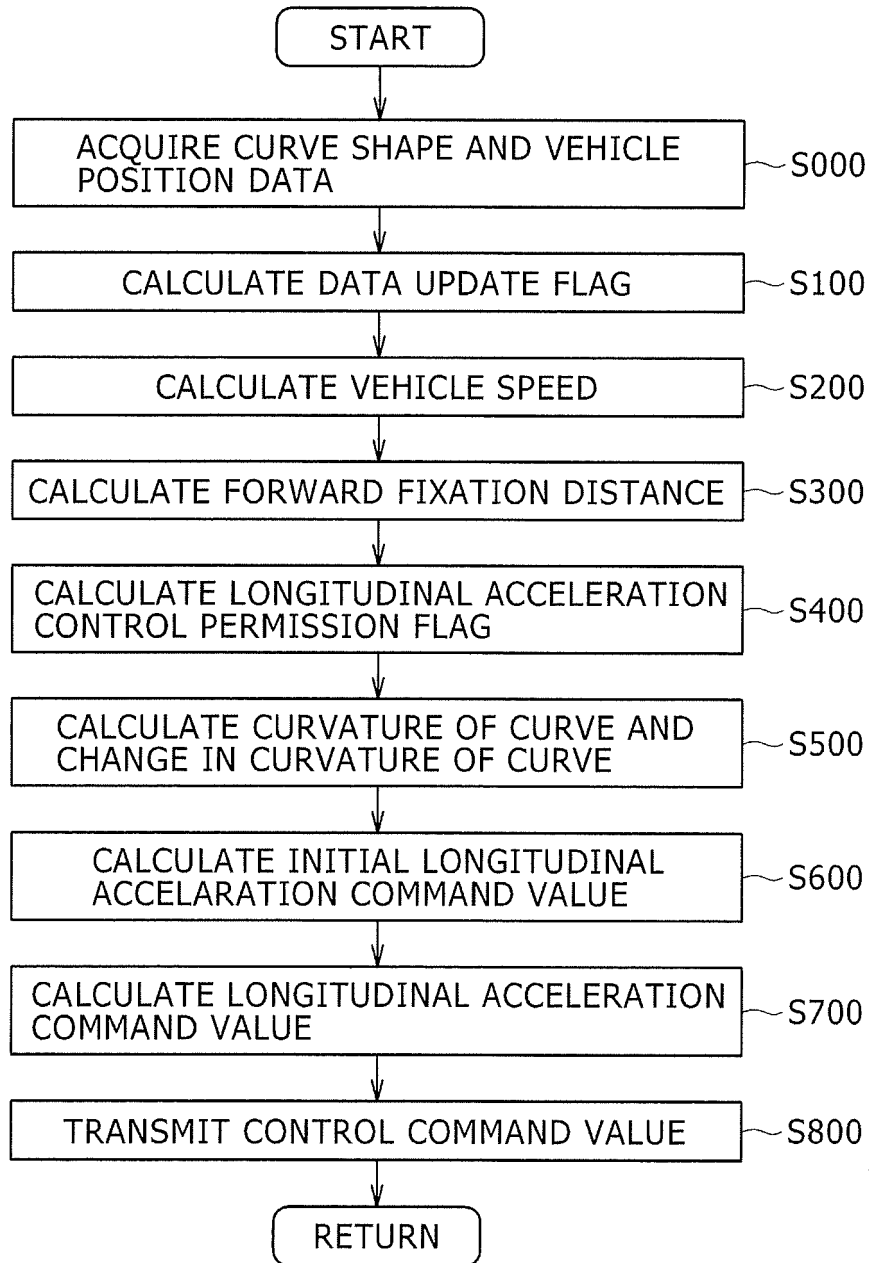 START
ACQUIRE CURVE SHAPE AND VEHICLE
POSITION DATA
S000
CALCULATE DATA UPDATE FLAG
S100
CALCULATE VEHICLE SPEED
S200
CALCULATE FORWARD FIXATION DISTANCE
S300
CALCULATE LONGITUDINAL ACCELERATION
CONTROL PERMISSION FLAG
S400
CALCULATE CURVATURE OF CURVE AND
CHANGE IN CURVATURE OF CURVE
S500
CALCULATE INITIAL LONGITUDINAL
ACCELARATION COMMAND VALUE
S600
CALCULATE LONGITUDINAL ACCELERATION
COMMAND VALUE
S700
TRANSMIT CONTROL COMMAND VALUE
S800
RETURN